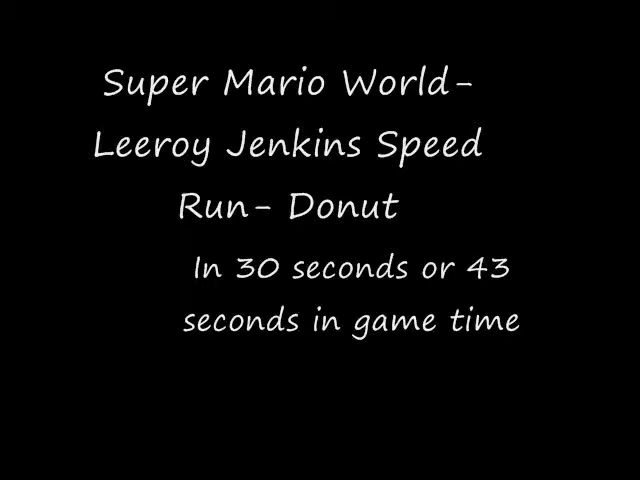 Super Mario World-
Leeroy Jenkins Speed
Run- Donut
In 30 seconds or 43
seconds in game time